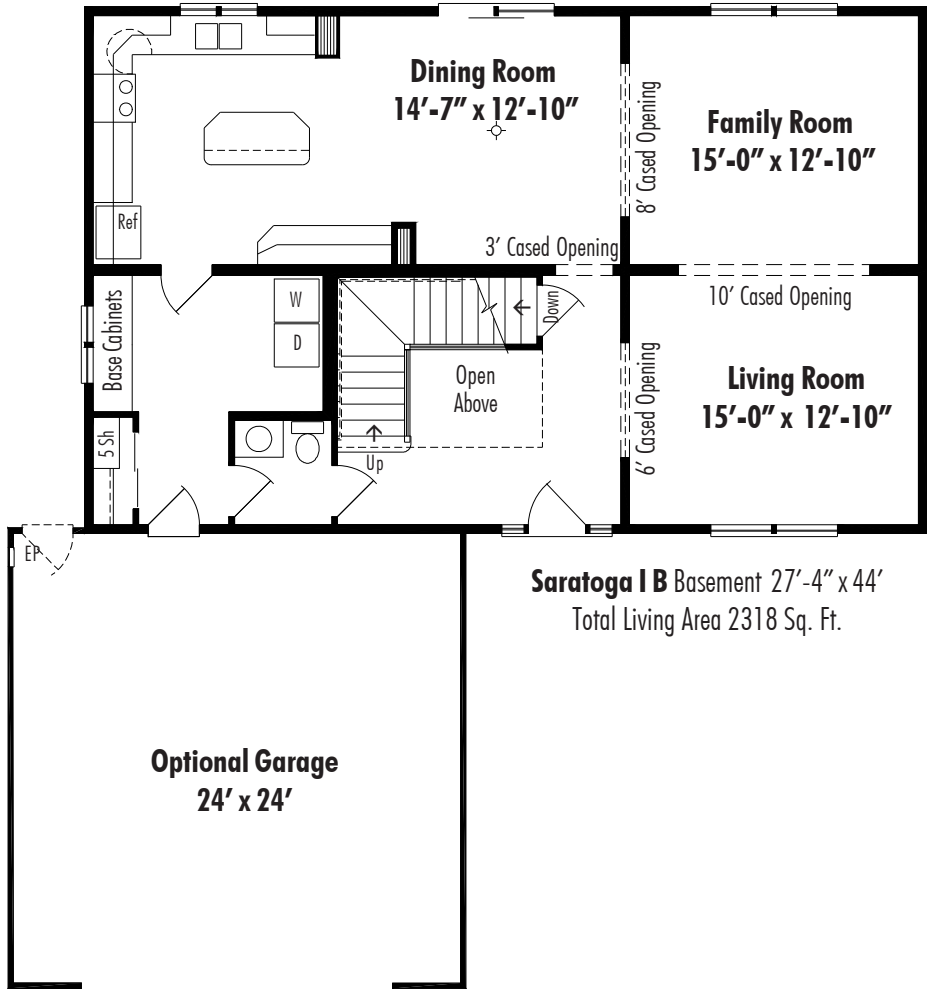 Dining Room
14'-7" x 12'-10"
8' Cased Opening
Family Room
15'-0" x 12'-10"
Ref
3' Cased Opening
10' Cased Opening
Base Cabinets
W
D
Down
Open
Above
6' Cased Opening
Living Room
15'-0" x 12'-10"
5 Sh
Up
EP
Saratoga I B Basement 27'-4" x 44'
Total Living Area 2318 Sq. Ft.
Optional Garage
24' x 24'